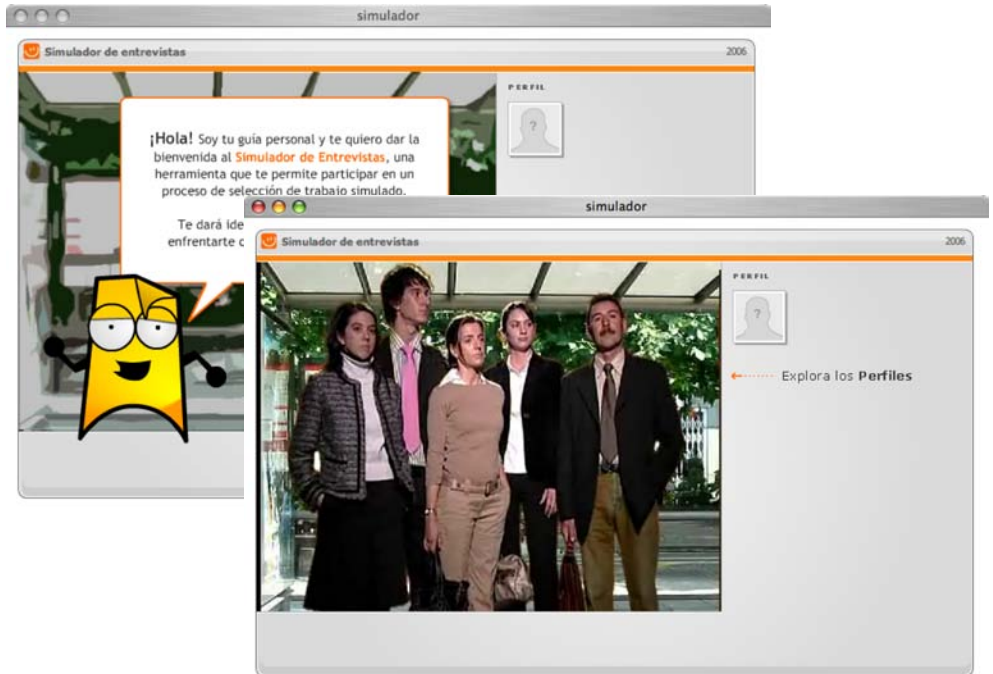 simulador
Simulador de entrevistas
2006
PERFIL
?
¡Hola! Soy tu guía personal y te quiero dar la
bienvenida al Simulador de Entrevistas, una
herramienta que te permite participar en un
proceso de selección de trabajo simulado.
Te dará
enfrentarte
simulador
Simulador de entrevistas
2006
PERFIL
?
Explora los Perfiles